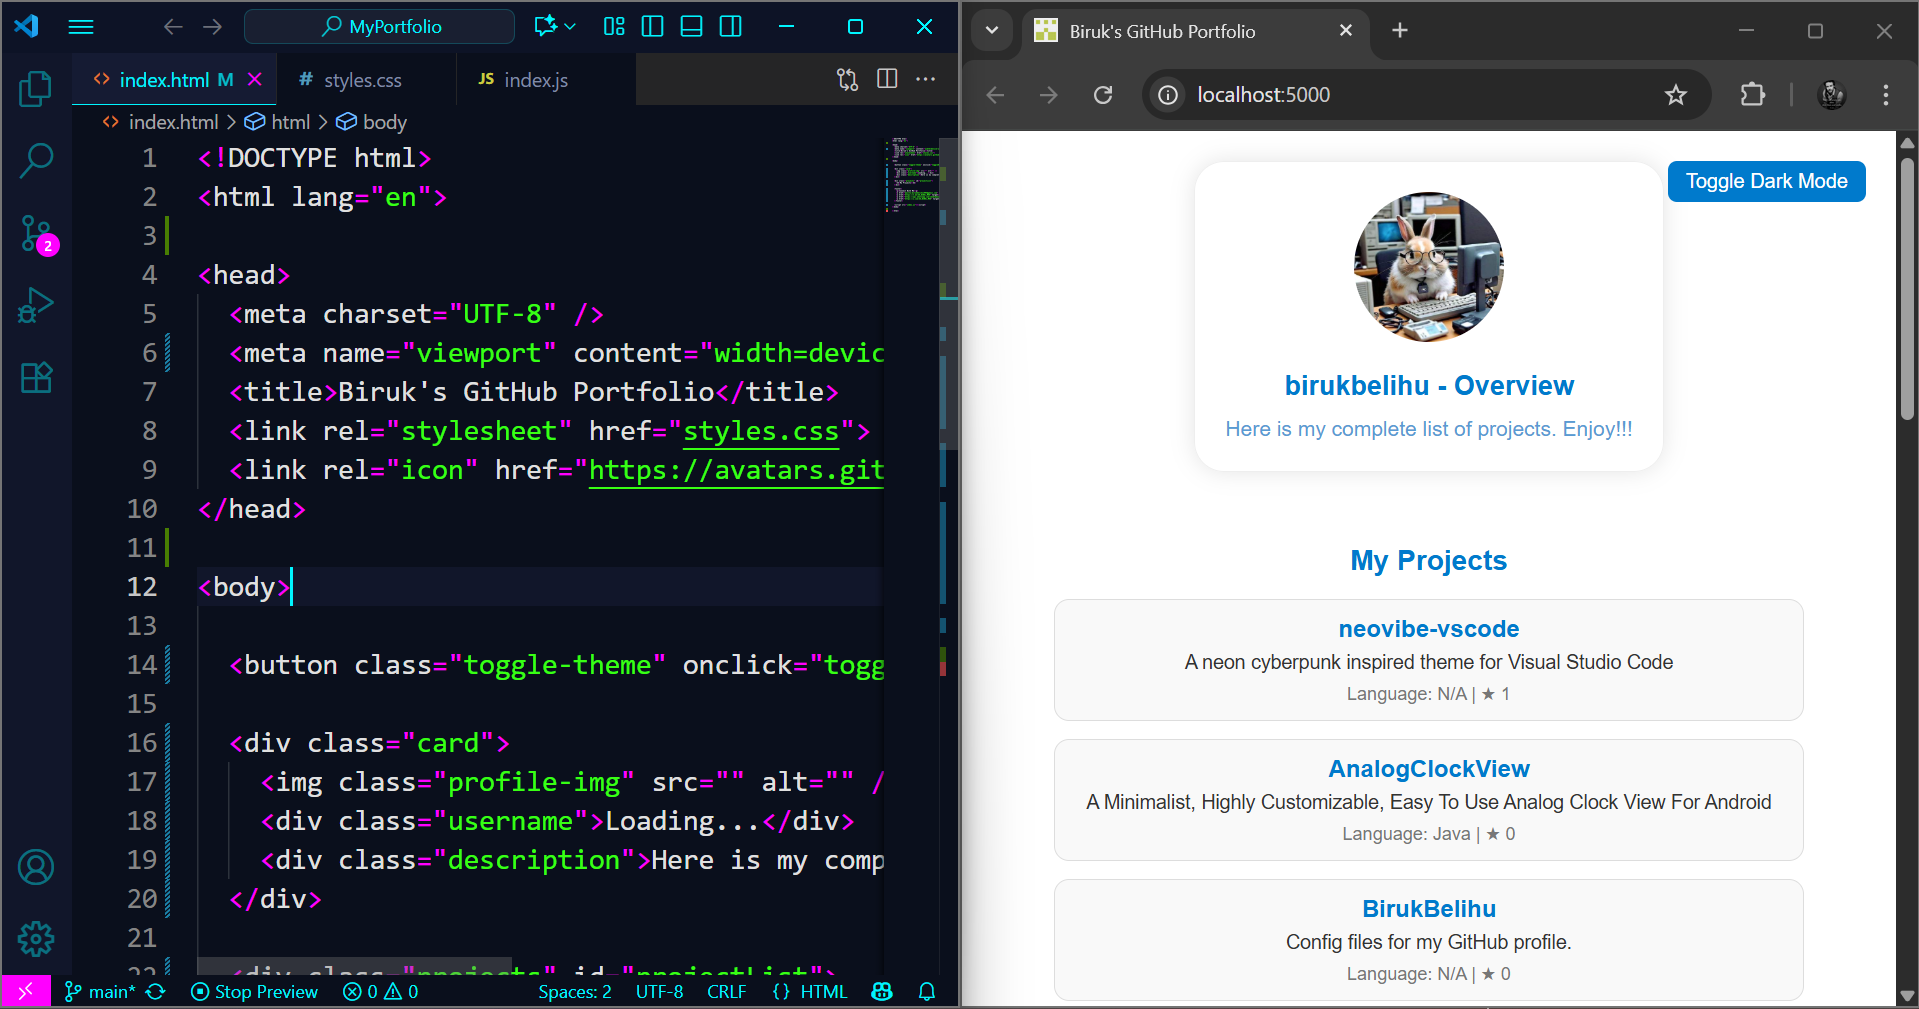 MyPortfolio
index.html M
# styles.css
JS index.js
index.html > html > body
1 <!DOCTYPE html>
2 <html lang="en">
3
4 <head>
5 <meta charset="UTF-8" />
6 <meta name="viewport" content="width=devic
7 <title>Biruk's GitHub Portfolio</title>
8 <link rel="stylesheet" href="styles.css">
9 <link rel="icon" href="https://avatars.git
10 </head>
11
12 <body>
13
14 <button class="toggle-theme" onclick="togg
15
16 <div class="card">
17 <img class="profile-img" src="" alt="" /
18 <div class="username">Loading...</div>
19 <div class="description">Here is my comp
20 </div>
21
22 <div class="projects" id="projectList">
2
main*
Stop Preview
0
0
Spaces: 2
UTF-8
CRLF
{ } HTML
Biruk's GitHub Portfolio
localhost:5000
Toggle Dark Mode
birukbelihu - Overview
Here is my complete list of projects. Enjoy!!!
My Projects
neovibe-vscode
A neon cyberpunk inspired theme for Visual Studio Code
Language: N/A | ★ 1
AnalogClockView
A Minimalist, Highly Customizable, Easy To Use Analog Clock View For Android
Language: Java | ★ 0
BirukBelihu
Config files for my GitHub profile.
Language: N/A | ★ 0